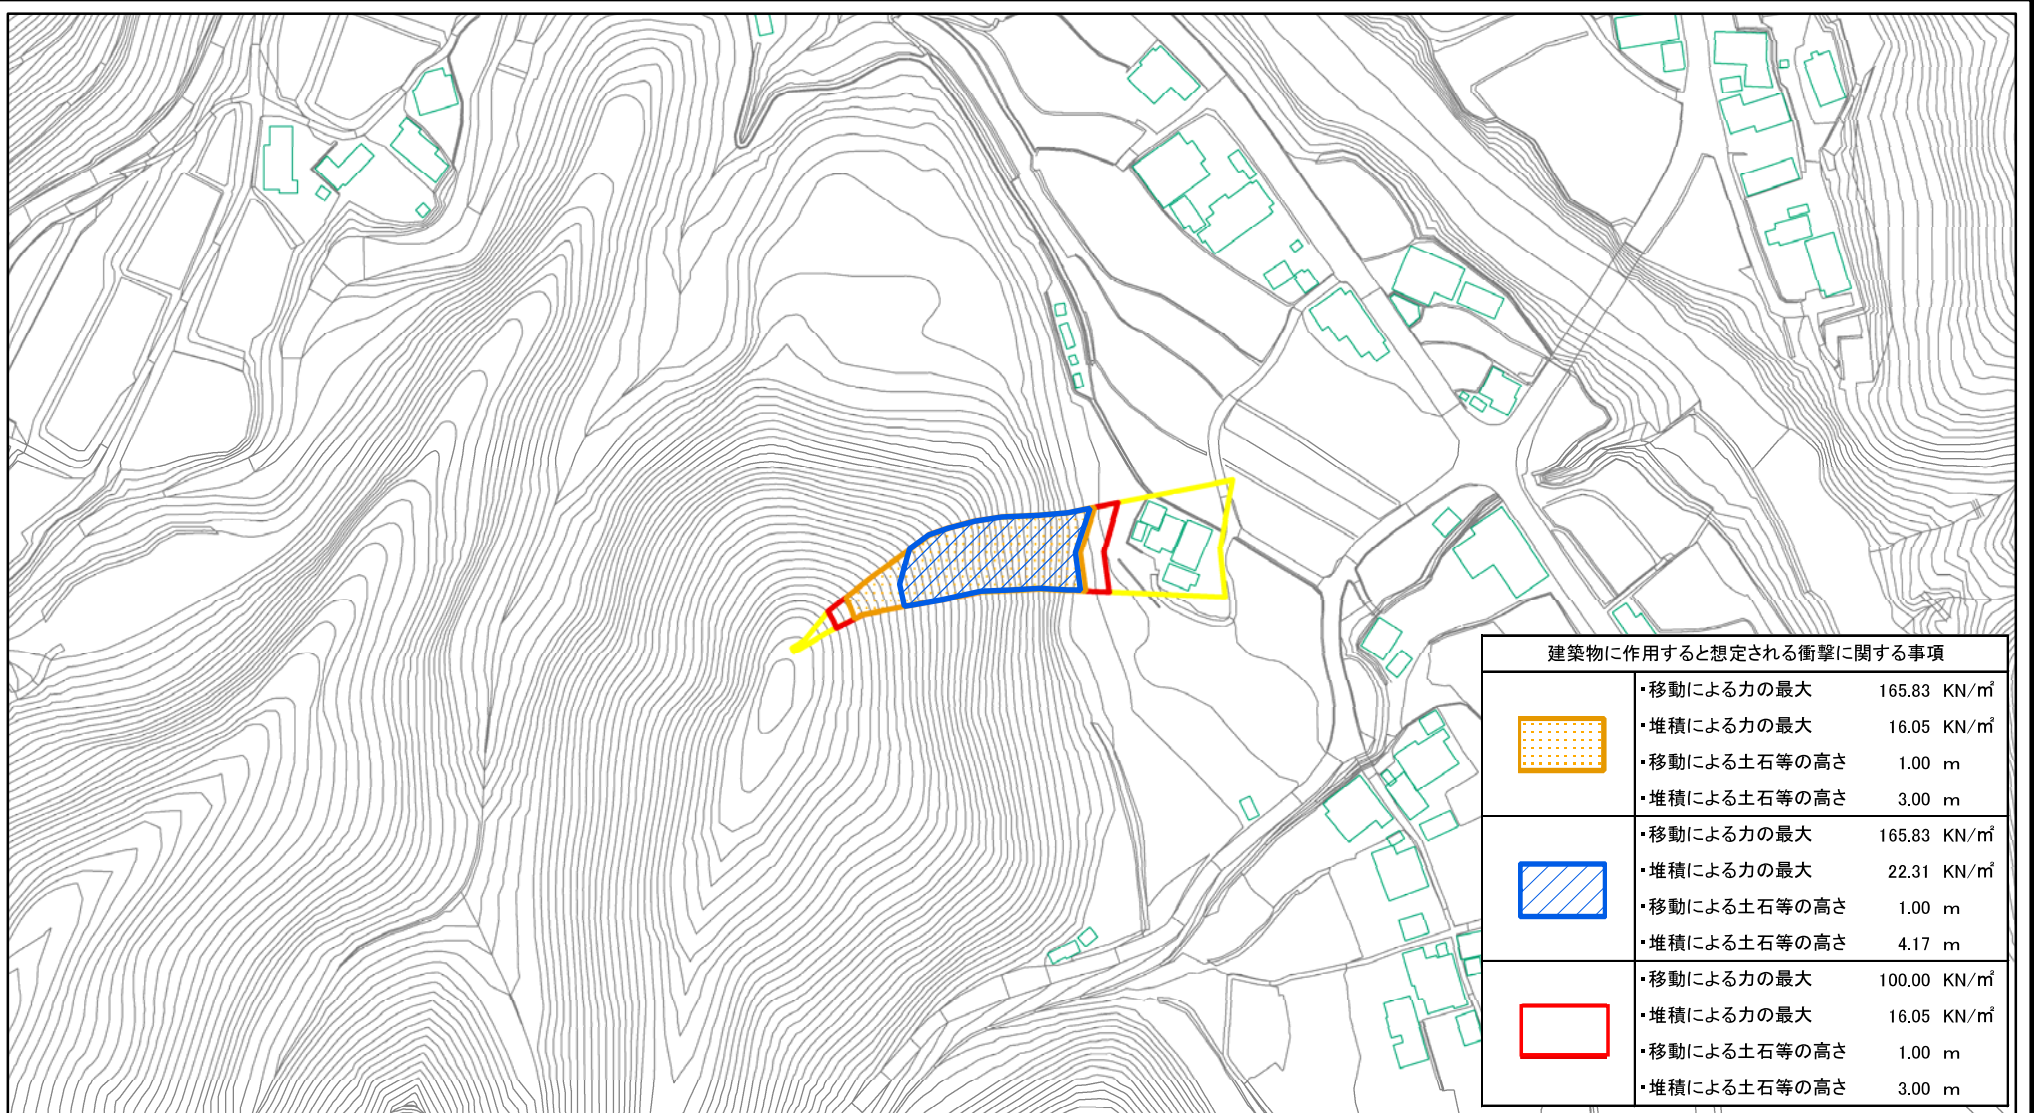 建築物に作用すると想定される衝撃に関する事項
・移動による力の最大 165.83 KN/㎡
・堆積による力の最大 16.05 KN/㎡
・移動による土石等の高さ 1.00 m
・堆積による土石等の高さ 3.00 m
・移動による力の最大 165.83 KN/㎡
・堆積による力の最大 22.31 KN/㎡
・移動による土石等の高さ 1.00 m
・堆積による土石等の高さ 4.17 m
・移動による力の最大 100.00 KN/㎡
・堆積による力の最大 16.05 KN/㎡
・移動による土石等の高さ 1.00 m
・堆積による土石等の高さ 3.00 m